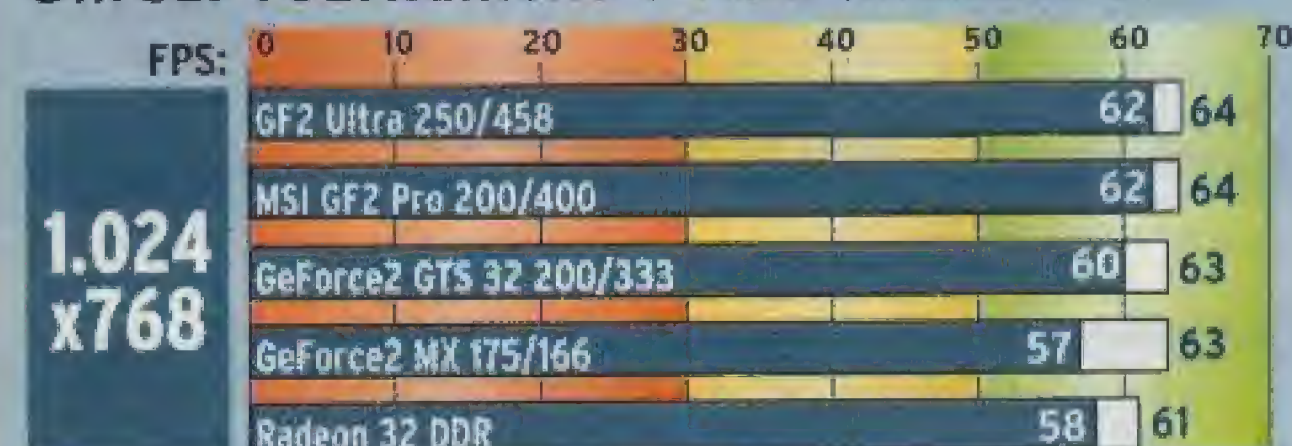 FPS: 0 10 20 30 40 50 60 70
GF2 Ultra 250/458 62 64
MSI GF2 Pro 200/400 62 64
1.024
x768
GeForce2 GTS 32 200/333 60 63
GeForce2 MX 175/166 57 63
Radeon 32 DDR 58 61